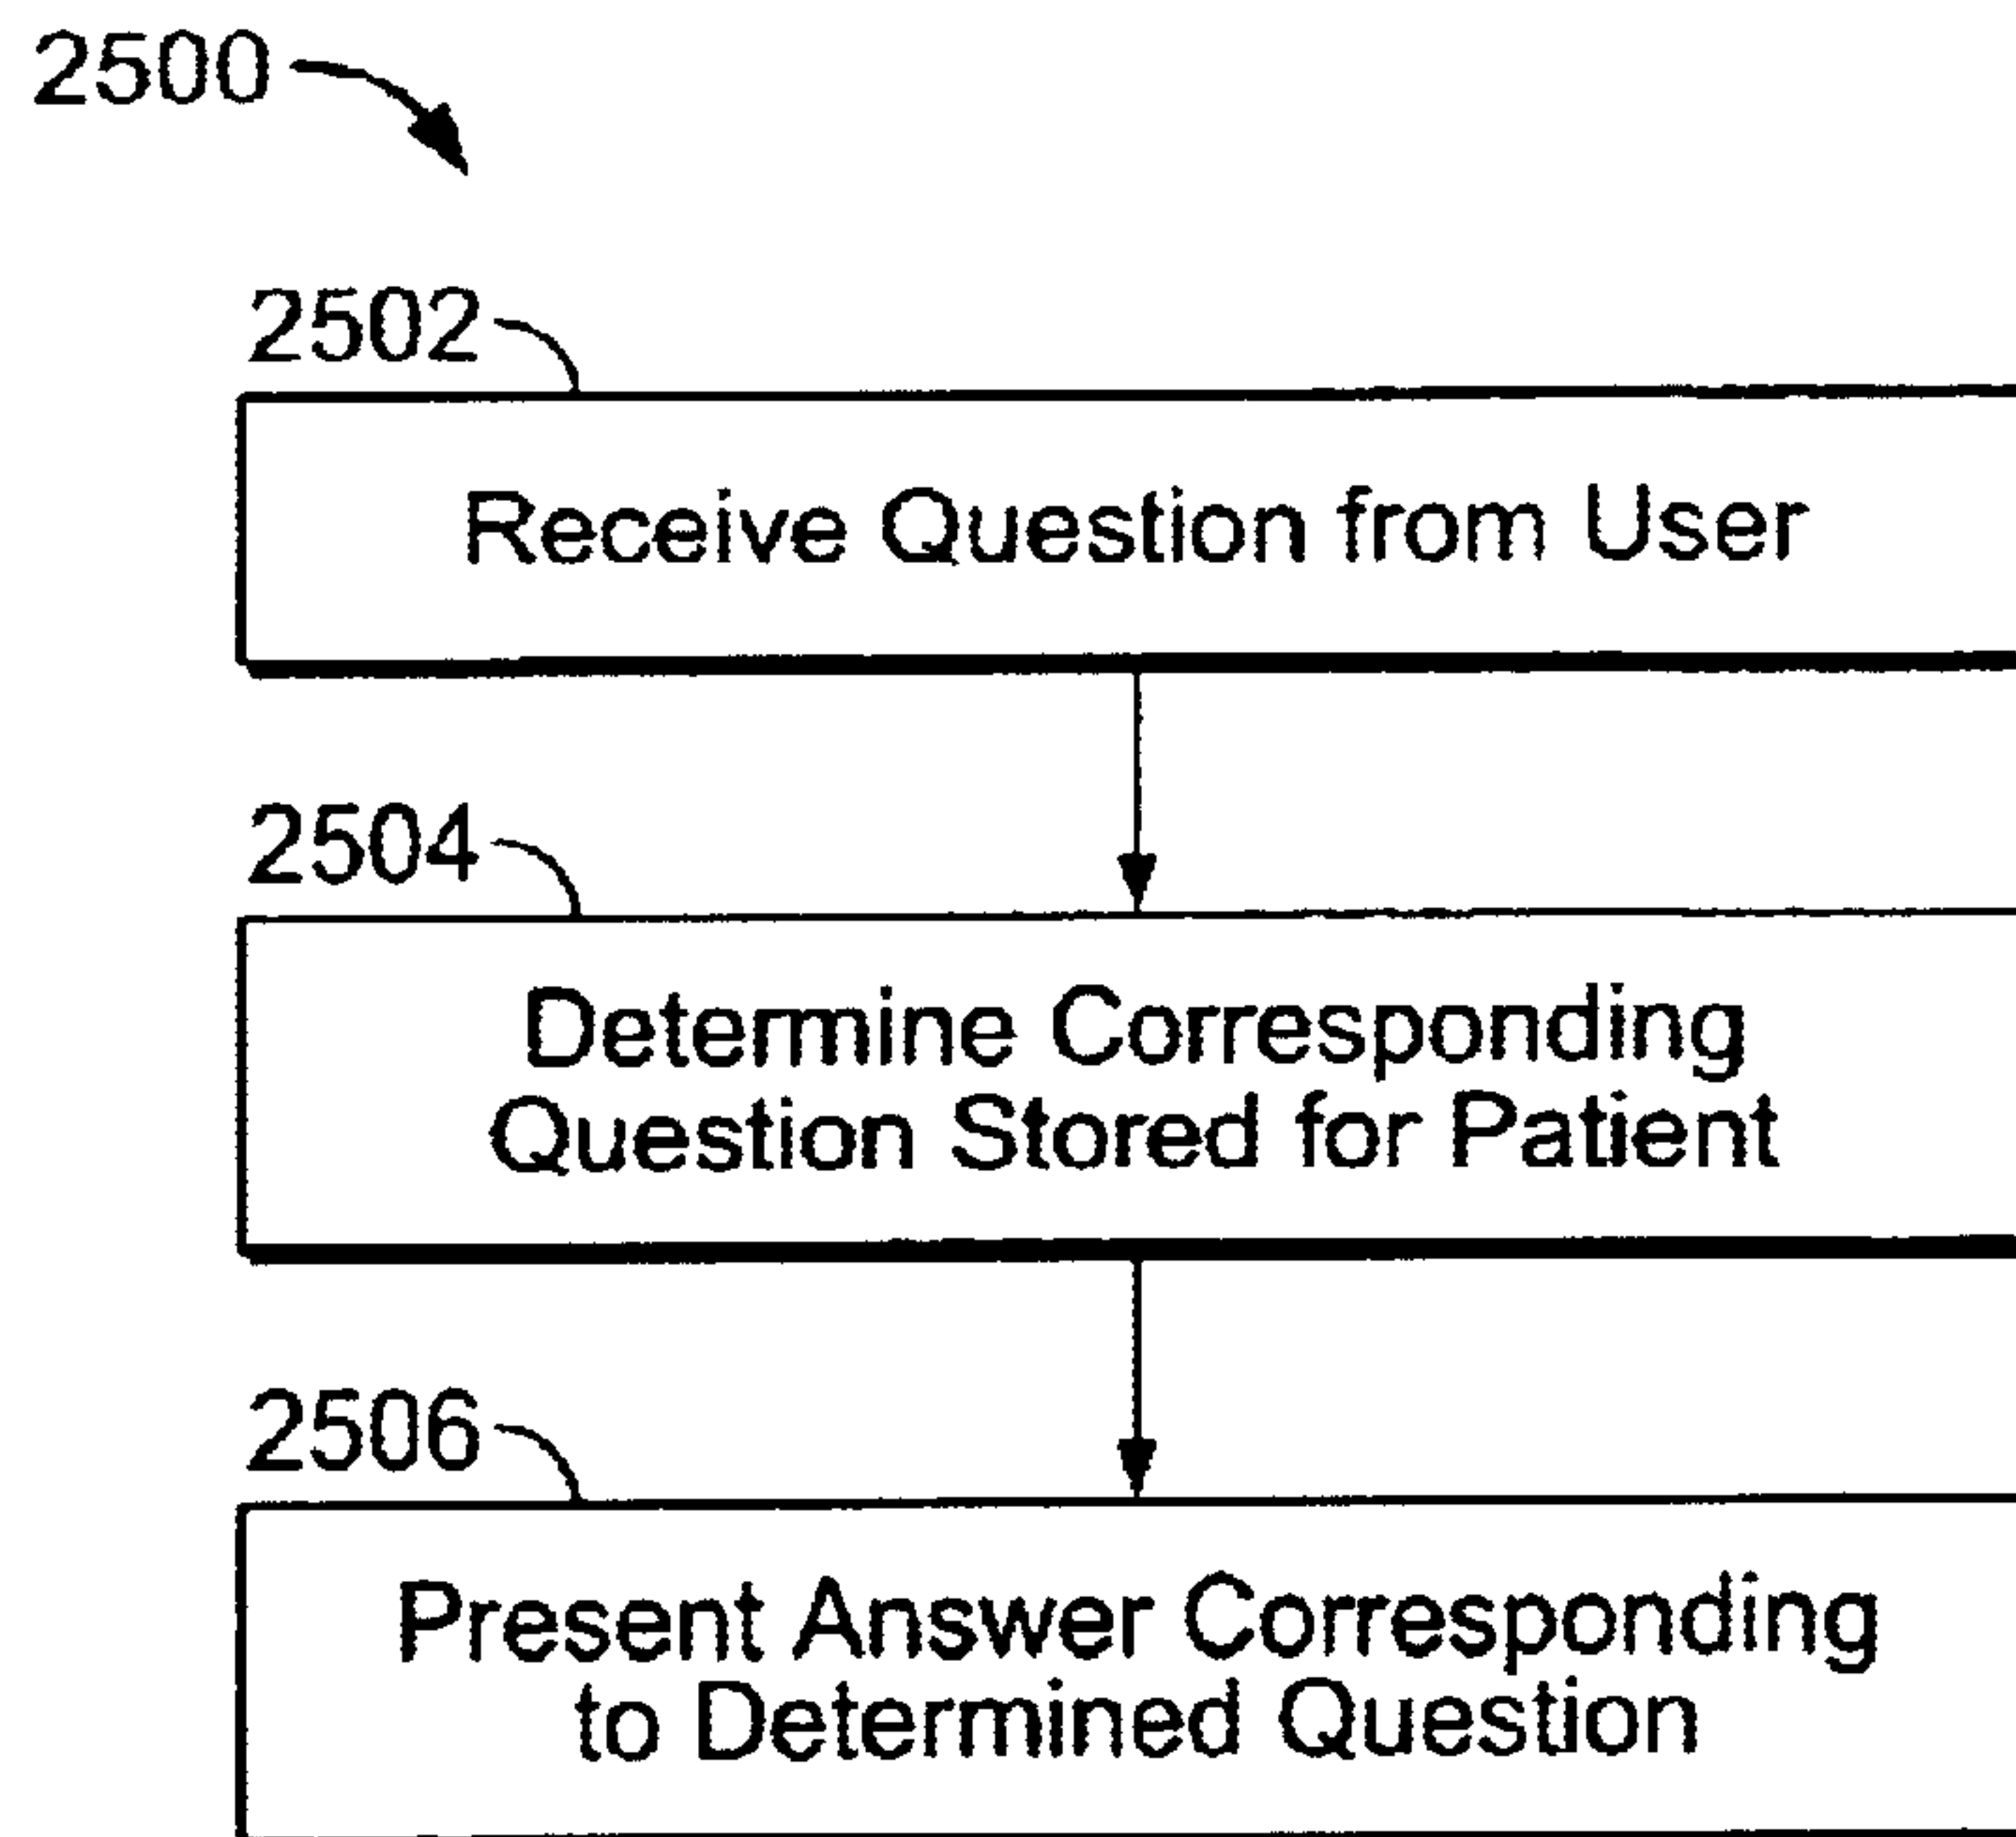 2500
2502
Receive Question from User
2504
Determine Corresponding
Question Stored for Patient
2506
Present Answer Corresponding
to Determined Question